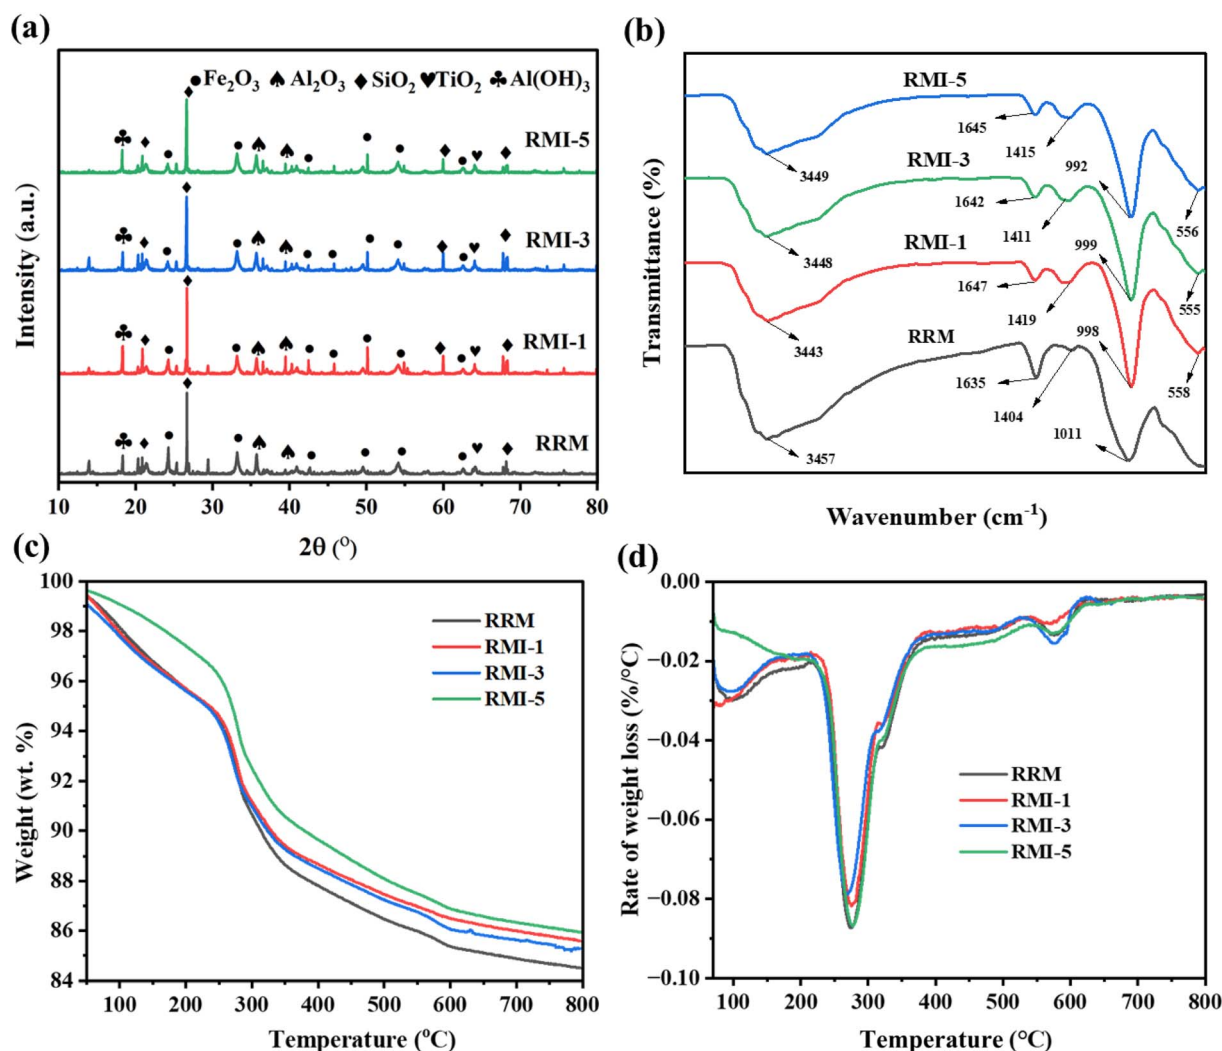 (a)
●Fe2O3 ♠Al2O3 ♦SiO2 ♥TiO2 ♣Al(OH)3
RMI-5
RMI-3
RMI-1
RRM
Intensity (a.u.)
10 20 30 40 50 60 70 80
2θ (°)
(b)
RMI-5
1645
1415
3449
992
556
RMI-3
1642
1411
3448
999
555
RMI-1
1647
1419
3443
998
558
RRM
1635
1404
1011
3457
Transmittance (%)
Wavenumber (cm-1)
(c)
100
98
96
94
92
90
88
86
84
RRM
RMI-1
RMI-3
RMI-5
Weight (wt. %)
100 200 300 400 500 600 700 800
Temperature (°C)
(d)
0.00
−0.02
−0.04
−0.06
−0.08
−0.10
RRM
RMI-1
RMI-3
RMI-5
Rate of weight loss (%/°C)
100 200 300 400 500 600 700 800
Temperature (°C)